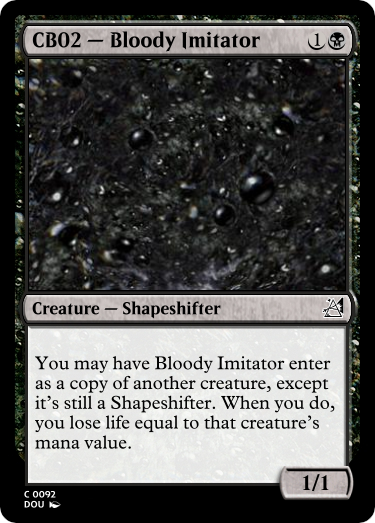 CB02 — Bloody Imitator 1
Creature — Shapeshifter
You may have Bloody Imitator enter
as a copy of another creature, except
it's still a Shapeshifter. When you do,
you lose life equal to that creature's
mana value.
1/1
C 0092
DOU